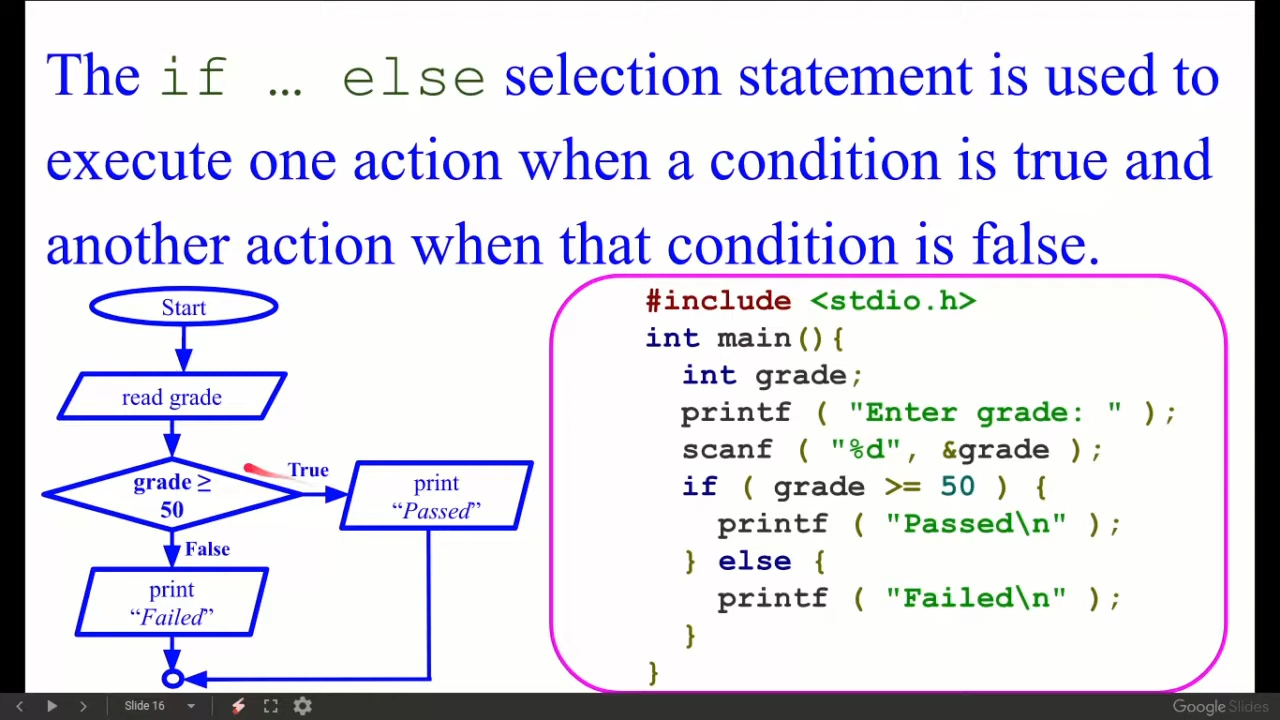 The if … else selection statement is used to
execute one action when a condition is true and
another action when that condition is false.
Start
read grade
grade ≥
50
True
print
“Passed”
False
print
“Failed”
#include <stdio.h>
int main(){
int grade;
printf ( "Enter grade: " );
scanf ( "%d", &grade );
if ( grade >= 50 ) {
printf ( "Passed\n" );
} else {
printf ( "Failed\n" );
}
}
Slide 16
Google Slides